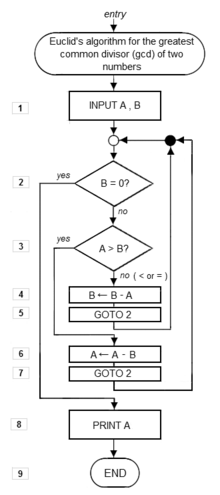 entry
Euclid's algorithm for the greatest
common divisor (gcd) of two
numbers
1
INPUT A , B
2
B = 0?
yes
no
3
A > B?
yes
no ( < or = )
4
B ← B - A
5
GOTO 2
6
A ← A - B
7
GOTO 2
8
PRINT A
9
END